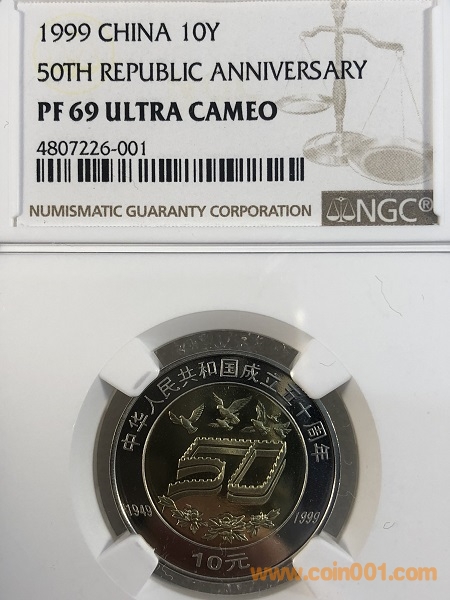 1999 CHINA 10Y
50TH REPUBLIC ANNIVERSARY
PF 69 ULTRA CAMEO
4807226-001
NUMISMATIC GUARANTY CORPORATION NGC®
中华人民共和国成立五十周年
50
1949 1999
10元
www.coin001.com